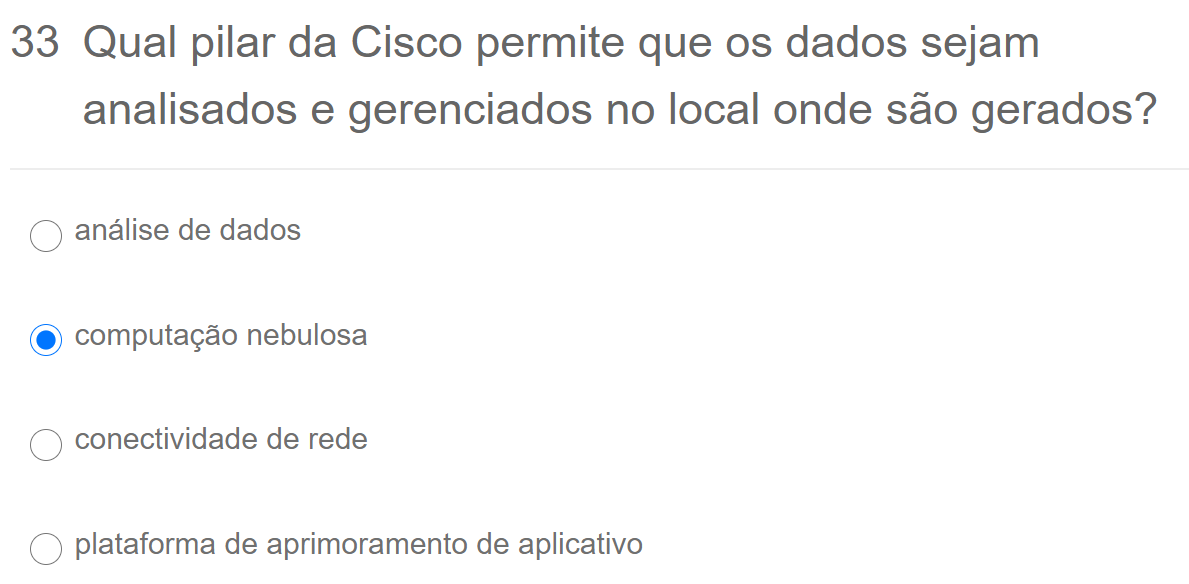 33 Qual pilar da Cisco permite que os dados sejam
analisados e gerenciados no local onde são gerados?
análise de dados
computação nebulosa
conectividade de rede
plataforma de aprimoramento de aplicativo